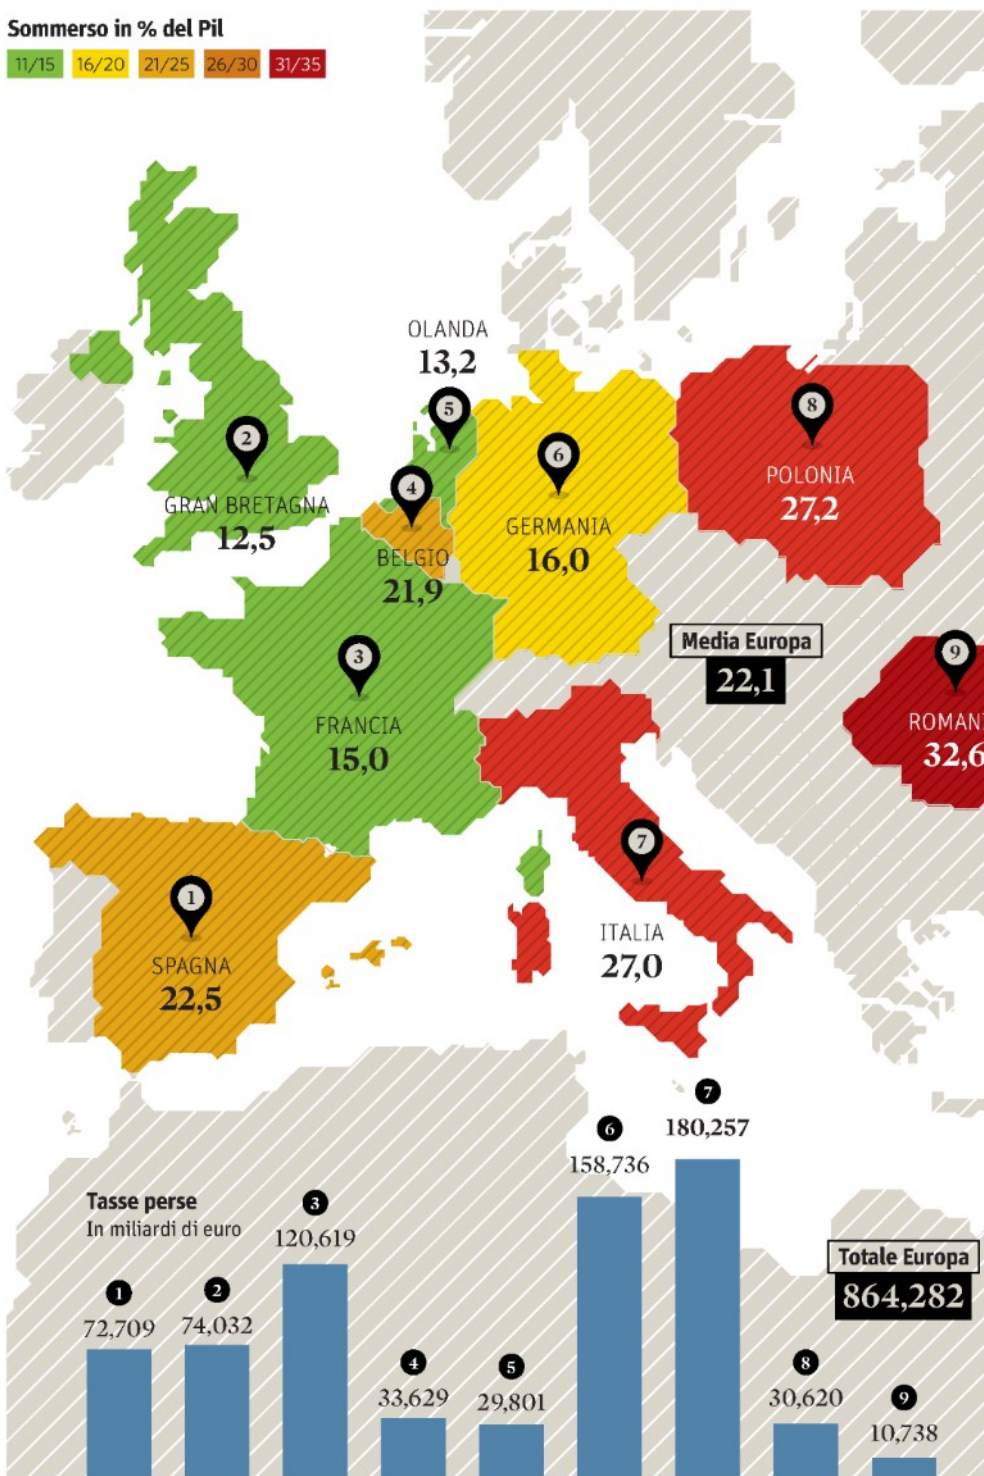 Sommerso in % del Pil
11/15 16/20 21/25 26/30 31/35
OLANDA
13,2
5
2
GRAN BRETAGNA
12,5
4
BELGIO
21,9
6
GERMANIA
16,0
8
POLONIA
27,2
Media Europa
22,1
9
ROMANI
32,6
3
FRANCIA
15,0
7
ITALIA
27,0
1
SPAGNA
22,5
Tasse perse
In miliardi di euro
1
72,709
2
74,032
3
120,619
4
33,629
5
29,801
6
158,736
7
180,257
8
30,620
9
10,738
Totale Europa
864,282